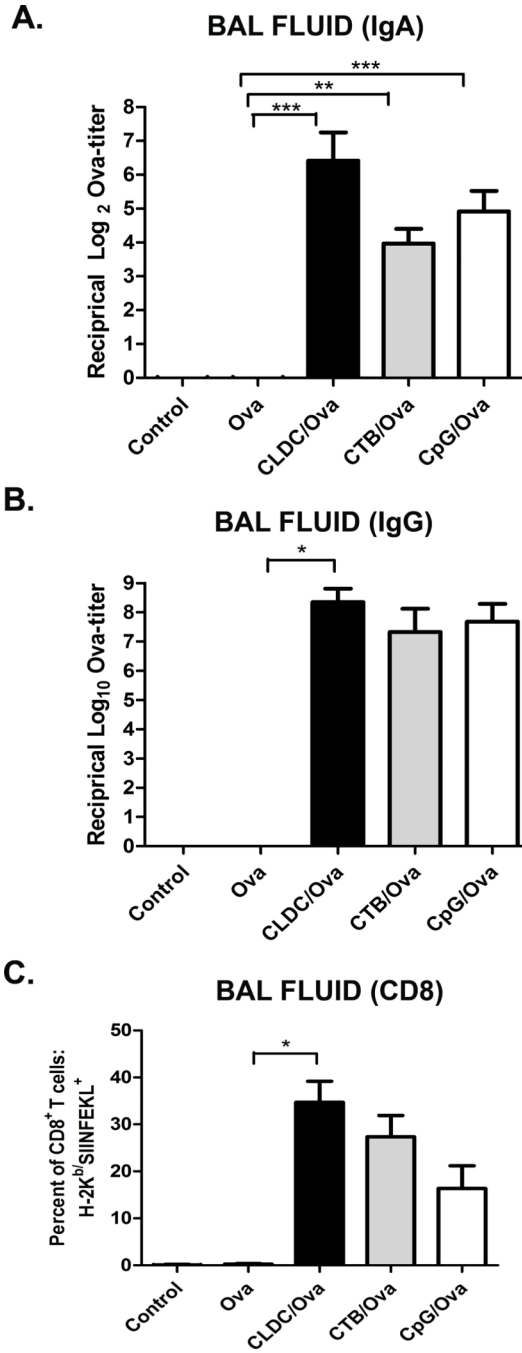 A.
BAL FLUID (IgA)
***
**
***
Reciprical Log 2 Ova-titer
8
7
6
5
4
3
2
1
0
Control
Ova
CLDC/Ova
CTB/Ova
CpG/Ova
B.
BAL FLUID (IgG)
*
Reciprical Log10 Ova-titer
9
8
7
6
5
4
3
2
1
0
Control
Ova
CLDC/Ova
CTB/Ova
CpG/Ova
C.
BAL FLUID (CD8)
*
Percent of CD8+ T cells:
H-2Kb/SIINFEKL+
50
40
30
20
10
0
Control
Ova
CLDC/Ova
CTB/Ova
CpG/Ova